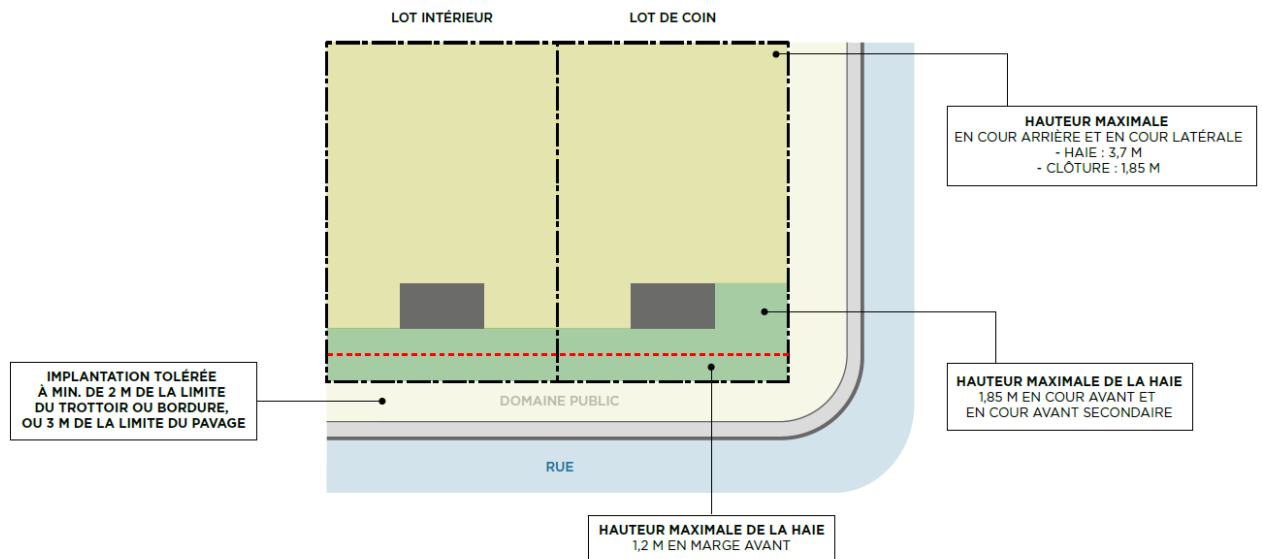 LOT INTÉRIEUR
LOT DE COIN
HAUTEUR MAXIMALE
EN COUR ARRIÈRE ET EN COUR LATÉRALE
- HAIE : 3,7 M
- CLÔTURE : 1,85 M
IMPLANTATION TOLÉRÉE
À MIN. DE 2 M DE LA LIMITE
DU TROTTOIR OU BORDURE,
OU 3 M DE LA LIMITE DU PAVAGE
HAUTEUR MAXIMALE DE LA HAIE
1,85 M EN COUR AVANT ET
EN COUR AVANT SECONDAIRE
DOMAINE PUBLIC
RUE
HAUTEUR MAXIMALE DE LA HAIE
1,2 M EN MARGE AVANT